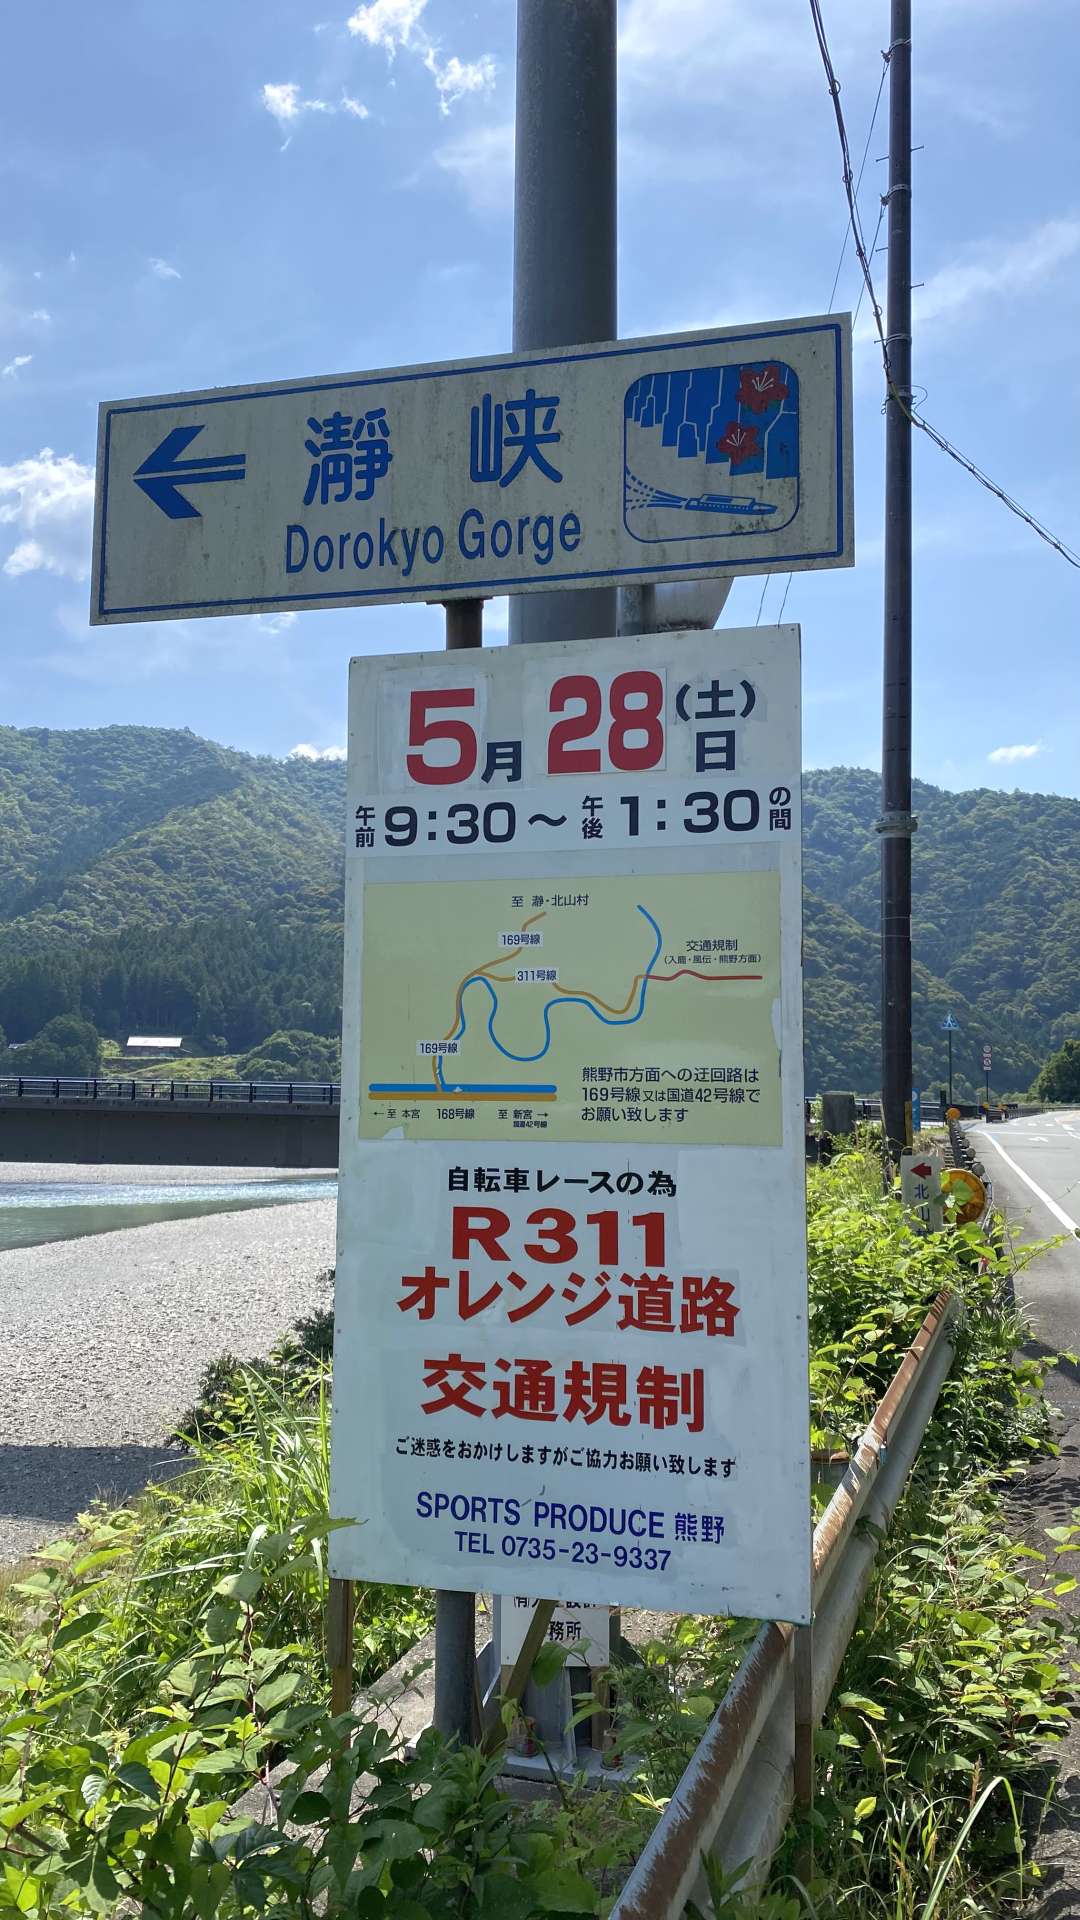 瀞峡
Dorokyo Gorge
5月28(土)
日
午前9:30～午後1:30の間
至 瀞・北山村
169号線
交通規制
(入鹿・風伝・熊野方面)
311号線
169号線
熊野市方面への迂回路は
169号線又は国道42号線で
お願い致します
←至 本宮 168号線 至 新宮→
国道42号線
自転車レースの為
R311
オレンジ道路
交通規制
ご迷惑をおかけしますがご協力お願い致します
SPORTS PRODUCE 熊野
TEL 0735-23-9337
北山
務所